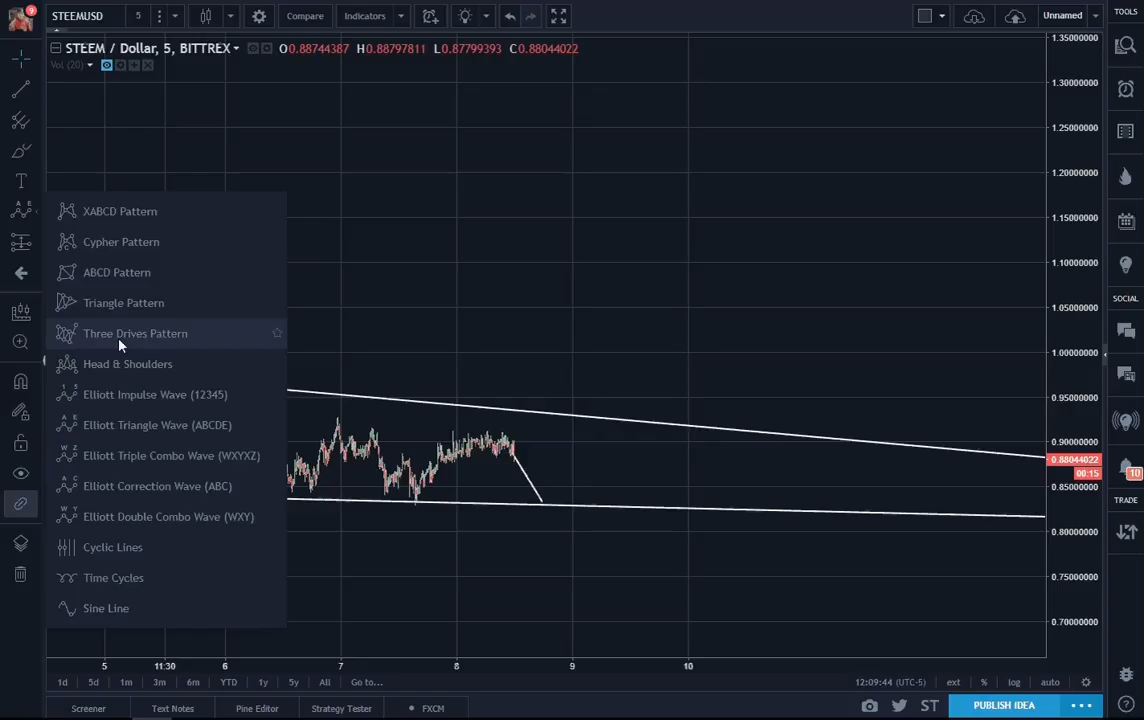 9
STEEMUSD
5
Compare
Indicators
Unnamed
TOOLS
STEEM / Dollar, 5, BITTREX
O0.88744387 H0.88797811 L0.87799393 C0.88044022
Vol (20)
1.35000000
1.30000000
1.25000000
1.20000000
1.15000000
1.10000000
1.05000000
1.00000000
0.95000000
0.90000000
0.88044022
00:15
0.85000000
0.80000000
0.75000000
0.70000000
T
A E
XABCD Pattern
Cypher Pattern
ABCD Pattern
Triangle Pattern
Three Drives Pattern
Head & Shoulders
Elliott Impulse Wave (12345)
Elliott Triangle Wave (ABCDE)
Elliott Triple Combo Wave (WXYXZ)
Elliott Correction Wave (ABC)
Elliott Double Combo Wave (WXY)
Cyclic Lines
Time Cycles
Sine Line
SOCIAL
10
TRADE
5 11:30 6 7 8 9 10
1d 5d 1m 3m 6m YTD 1y 5y All Go to...
12:09:44 (UTC-5) ext % log auto
Screener Text Notes Pine Editor Strategy Tester FXCM
ST
PUBLISH IDEA